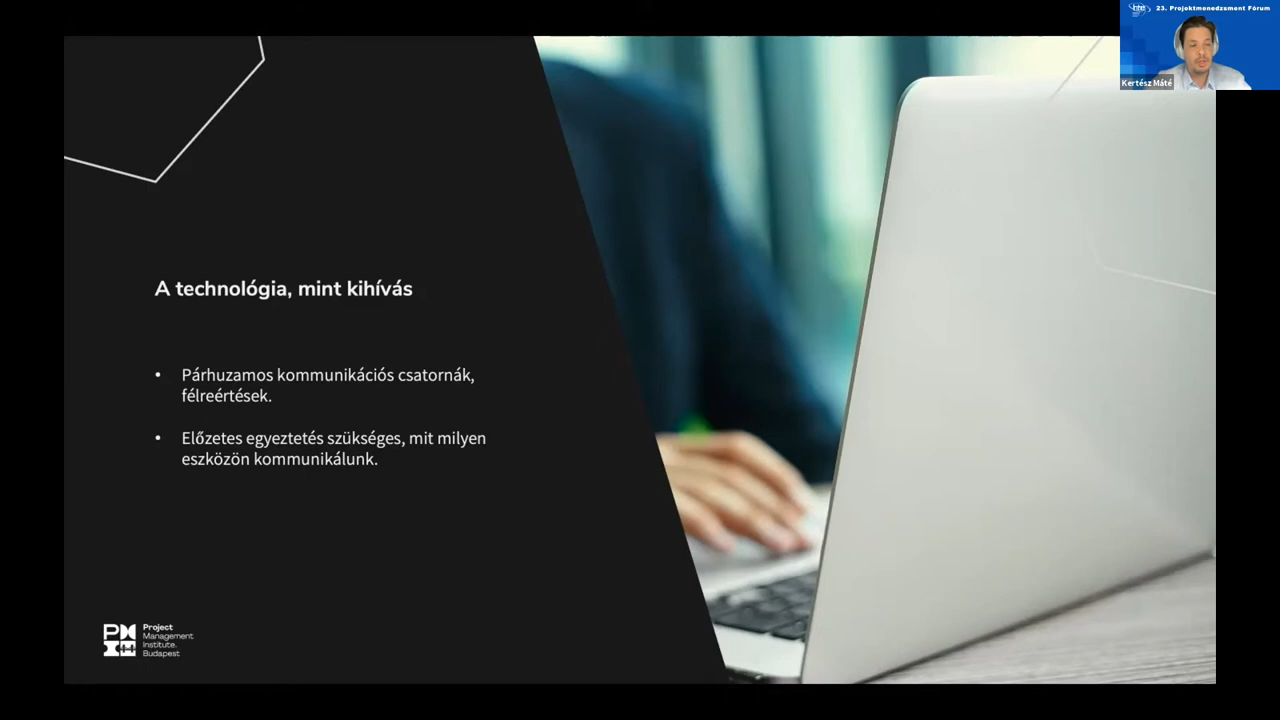 23. Projektmenedzsment Fórum
Kertész Máté
A technológia, mint kihívás
• Párhuzamos kommunikációs csatornák,
félreértések.
• Előzetes egyeztetés szükséges, mit milyen
eszközön kommunikálunk.
Project
Management
Institute.
Budapest